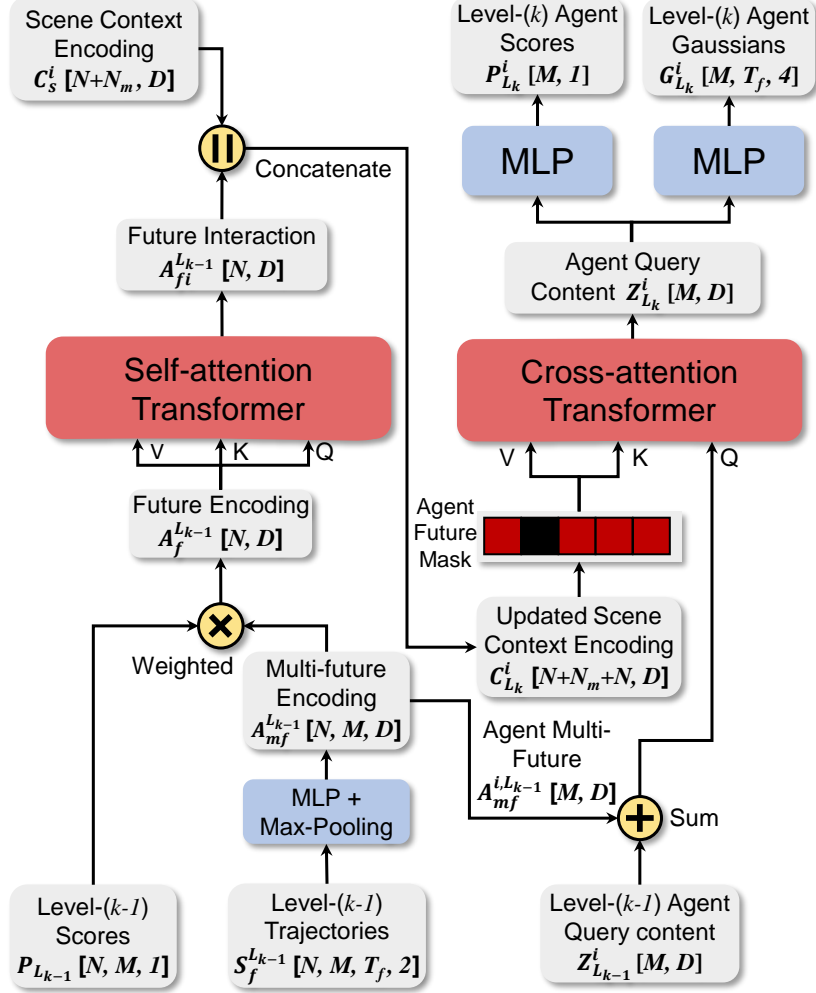 Scene Context
Encoding
C_s^i [N+N_m, D]
Level-(k) Agent
Scores
P_{L_k}^i [M, 1]
Level-(k) Agent
Gaussians
G_{L_k}^i [M, T_f, 4]
Concatenate
MLP
MLP
Future Interaction
A_{fi}^{L_{k−1}} [N, D]
Agent Query
Content Z_{L_k}^i [M, D]
Self-attention
Transformer
Cross-attention
Transformer
V
K
Q
V
K
Q
Future Encoding
A_f^{L_{k−1}} [N, D]
Agent
Future
Mask
Weighted
Multi-future
Encoding
A_{mf}^{L_{k−1}} [N, M, D]
Updated Scene
Context Encoding
C_{L_k}^i [N+N_m+N, D]
Agent Multi-
Future
A_{mf}^{i,L_{k−1}} [M, D]
MLP +
Max-Pooling
Sum
Level-(k-1)
Scores
P_{L_{k−1}} [N, M, 1]
Level-(k-1)
Trajectories
S_f^{L_{k−1}} [N, M, T_f, 2]
Level-(k-1) Agent
Query content
Z_{L_{k−1}}^i [M, D]